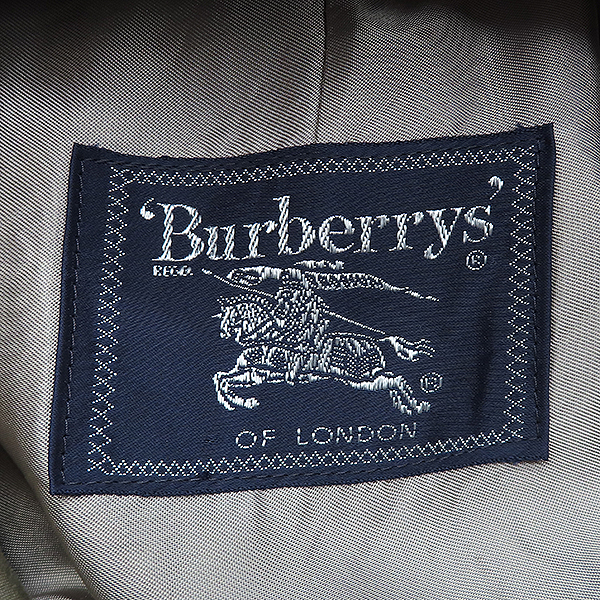 'Burberrys'
REGD. ®
®
OF LONDON